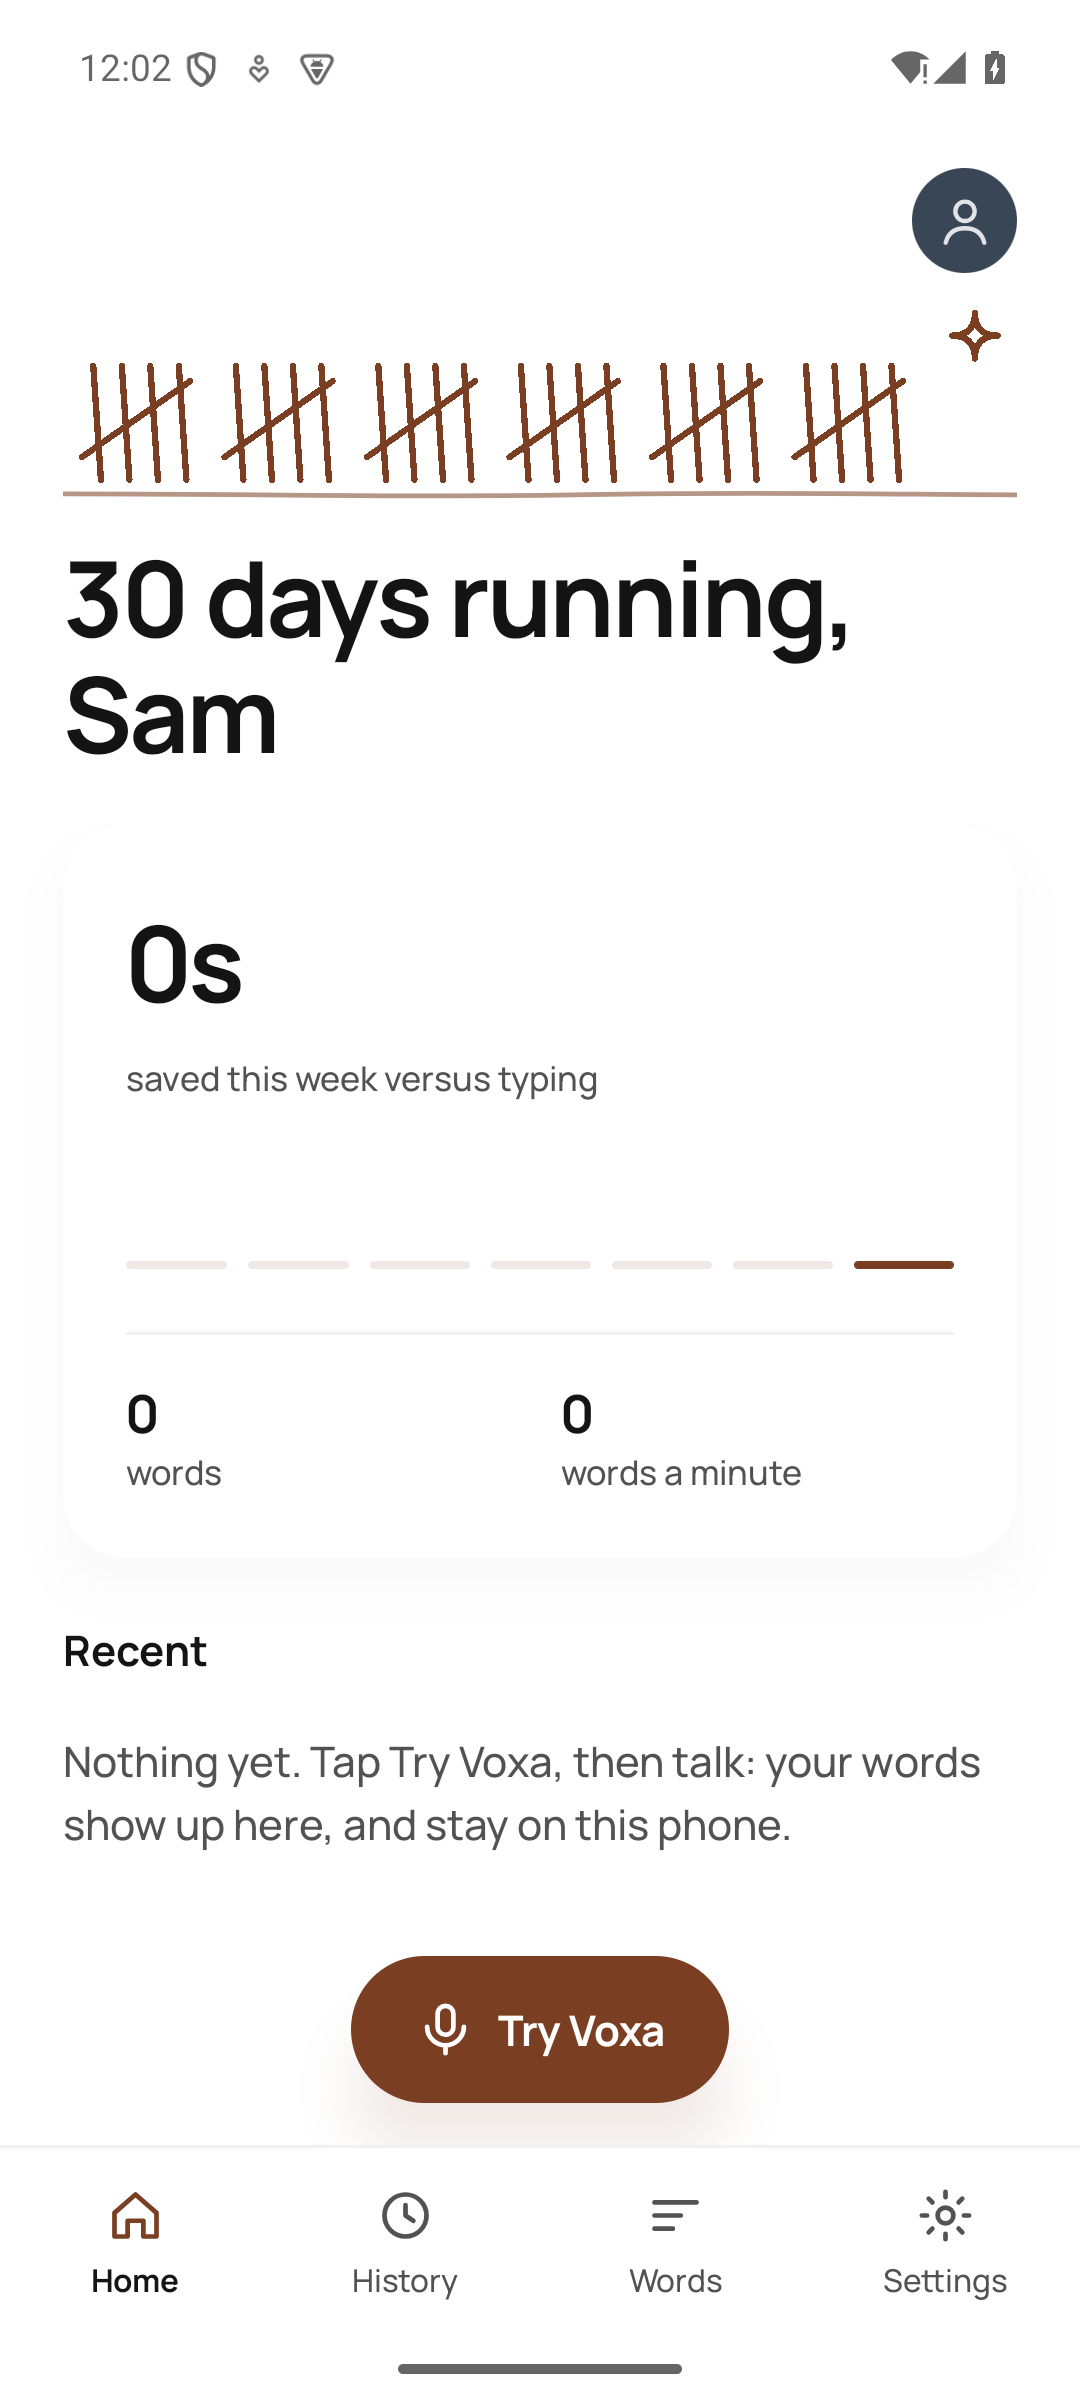 12:02
30 days running,
Sam
0s
saved this week versus typing
0
words
0
words a minute
Recent
Nothing yet. Tap Try Voxa, then talk: your words
show up here, and stay on this phone.
Try Voxa
Home
History
Words
Settings